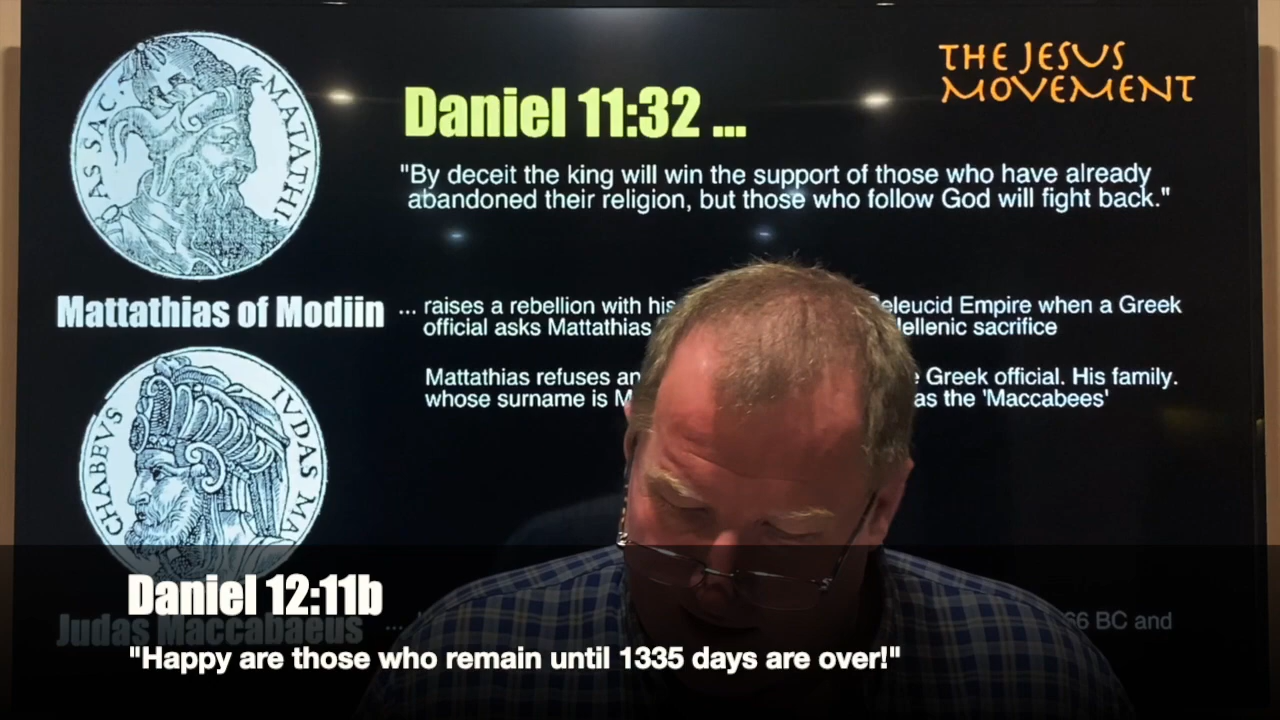 THE JESUS
MOVEMENT
AS SAC. MATATHI
Daniel 11:32 ...
"By deceit the king will win the support of those who have already
abandoned their religion, but those who follow God will fight back."
Mattathias of Modiin ... raises a rebellion with his Seleucid Empire when a Greek
official asks Mattathias Hellenic sacrifice
Mattathias refuses an e Greek official. His family.
whose surname is M as the 'Maccabees'
CHABEVS IVDAS MA
Daniel 12:11b
Judas Maccabaeus ... 66 BC and
"Happy are those who remain until 1335 days are over!"